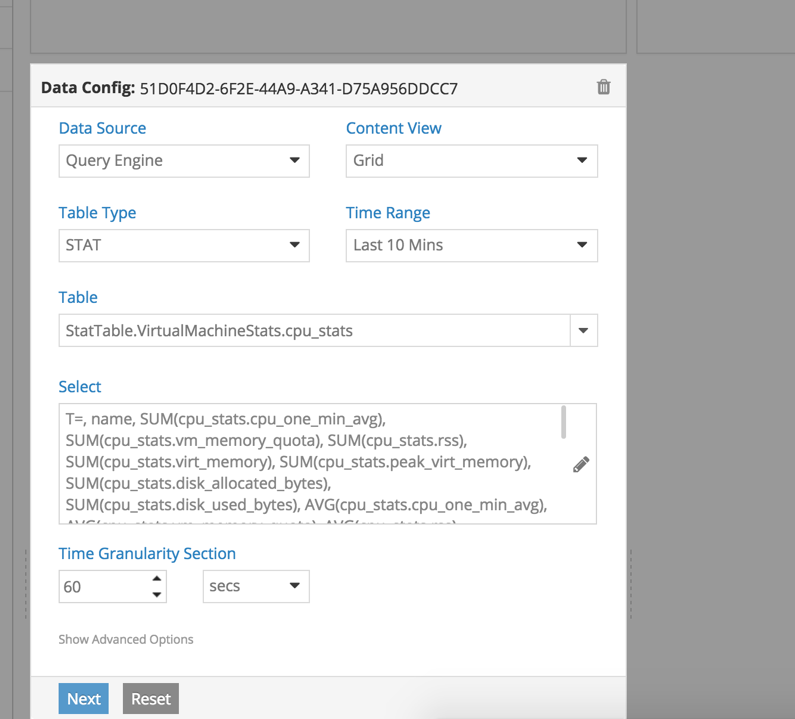 Data Config: 51D0F4D2-6F2E-44A9-A341-D75A956DDCC7
Data Source
Content View
Query Engine
Grid
Table Type
Time Range
STAT
Last 10 Mins
Table
StatTable.VirtualMachineStats.cpu_stats
Select
T=, name, SUM(cpu_stats.cpu_one_min_avg),
SUM(cpu_stats.vm_memory_quota), SUM(cpu_stats.rss),
SUM(cpu_stats.virt_memory), SUM(cpu_stats.peak_virt_memory),
SUM(cpu_stats.disk_allocated_bytes),
SUM(cpu_stats.disk_used_bytes), AVG(cpu_stats.cpu_one_min_avg),
Time Granularity Section
60
secs
Show Advanced Options
Next
Reset